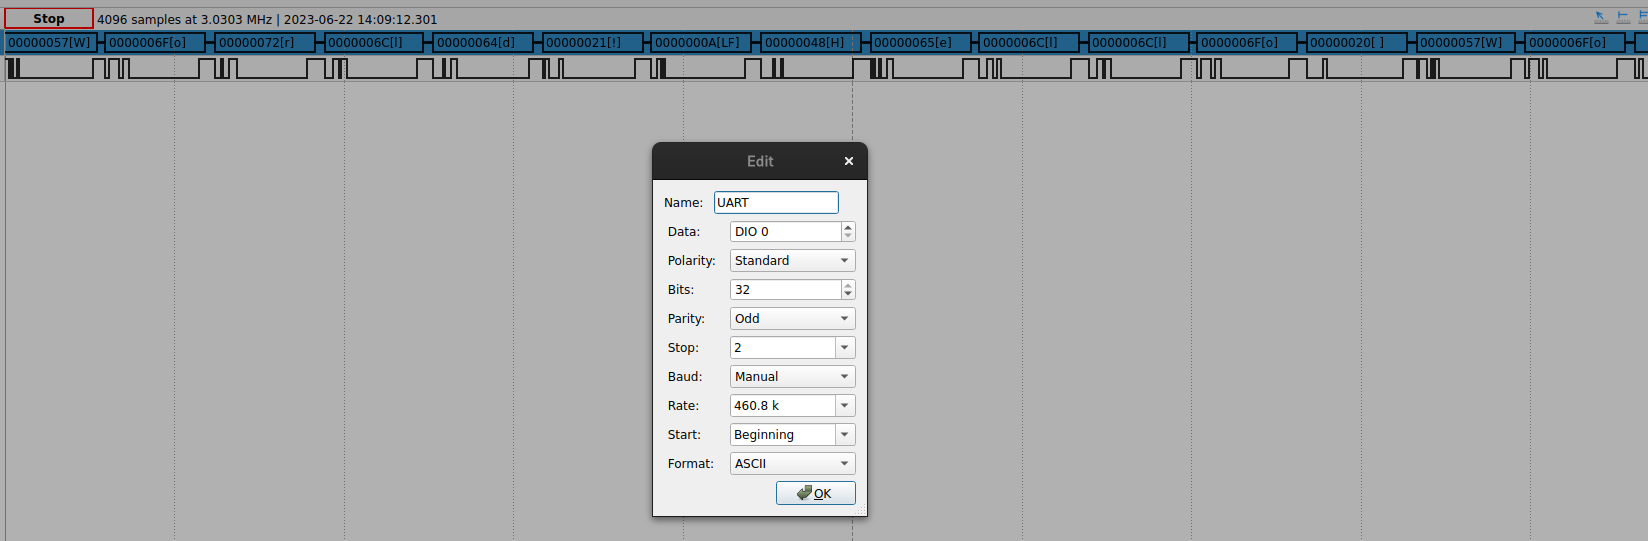 Stop 4096 samples at 3.0303 MHz | 2023-06-22 14:09:12.301
00000057[W] 0000006F[o] 00000072[r] 0000006C[l] 00000064[d] 00000021[!] 0000000A[LF] 00000048[H] 00000065[e] 0000006C[l] 0000006C[l] 0000006F[o] 00000020[ ] 00000057[W] 0000006F[o]
Edit
Name: UART
Data: DIO 0
Polarity: Standard
Bits: 32
Parity: Odd
Stop: 2
Baud: Manual
Rate: 460.8 k
Start: Beginning
Format: ASCII
OK